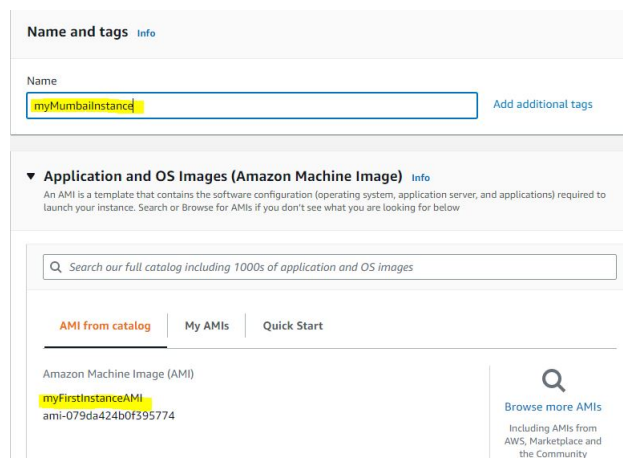 Name and tags Info
Name
myMumbaiInstance
Add additional tags
Application and OS Images (Amazon Machine Image) Info
An AMI is a template that contains the software configuration (operating system, application server, and applications) required to
launch your instance. Search or Browse for AMIs if you don't see what you are looking for below
Search our full catalog including 1000s of application and OS images
AMI from catalog
My AMIs
Quick Start
Amazon Machine Image (AMI)
myFirstInstanceAMI
ami-079da424b0f395774
Browse more AMIs
Including AMIs from
AWS, Marketplace and
the Community